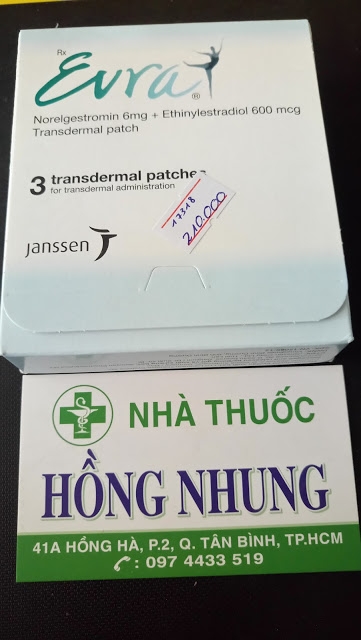 Rx
Evra®
Norelgestromin 6mg + Ethinylestradiol 600 mcg
Transdermal patch
3 transdermal patches
for transdermal administration
17318
210.000
janssen
NHÀ THUỐC
HỒNG NHUNG
41A HỒNG HÀ, P.2, Q. TÂN BÌNH, TP.HCM
: 097 4433 519